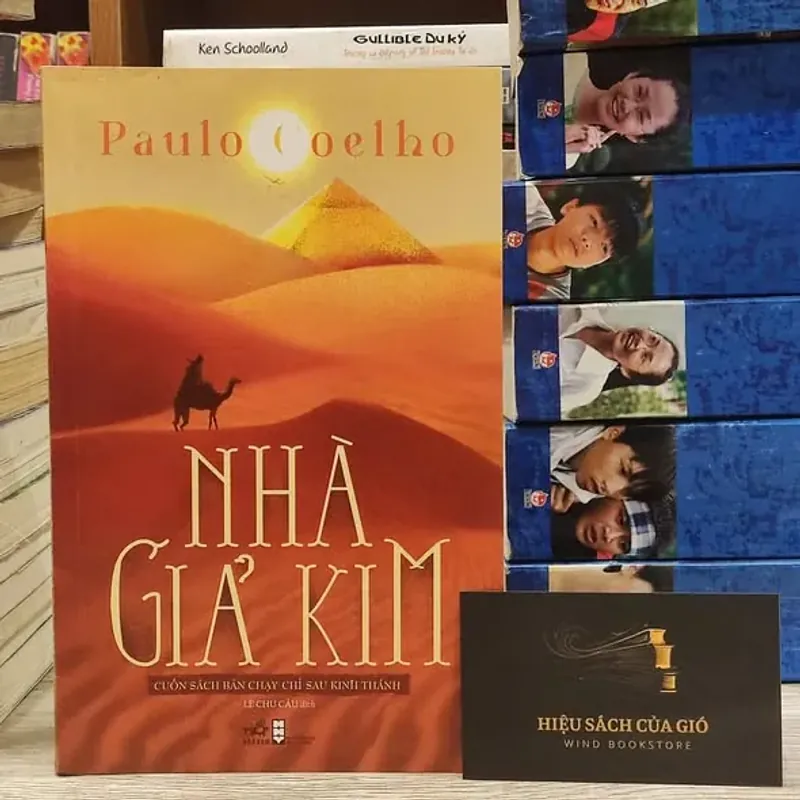 Ken Schoolland
GULLIBLE DU KÝ
Paulo Coelho
NHÀ
GIẢ KIM
CUỐN SÁCH BÁN CHẠY CHỈ SAU KINH THÁNH
LÊ CHU CẦU dịch
HIỆU SÁCH CỦA GIÓ
WIND BOOKSTORE